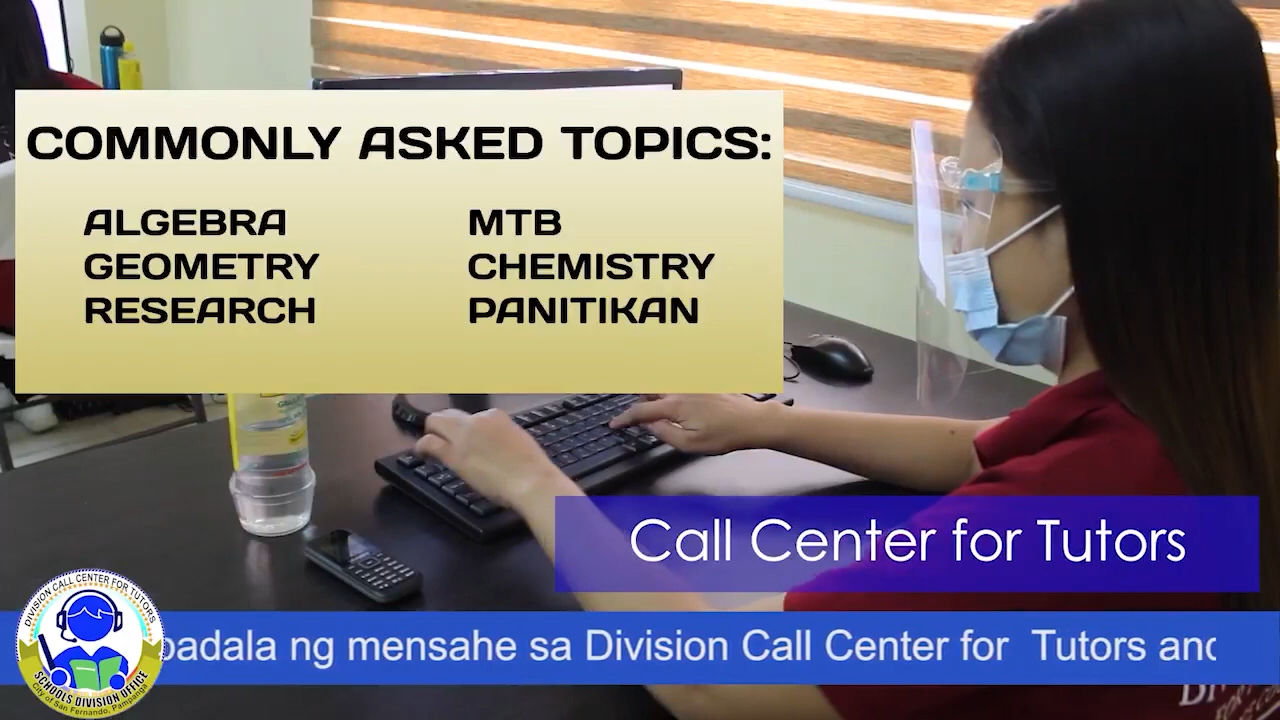 COMMONLY ASKED TOPICS:
ALGEBRA
GEOMETRY
RESEARCH
MTB
CHEMISTRY
PANITIKAN
Call Center for Tutors
padala ng mensahe sa Division Call Center for Tutors and
DIVISION CALL CENTER FOR TUTORS
SCHOOLS DIVISION OFFICE
City of San Fernando, Pampanga